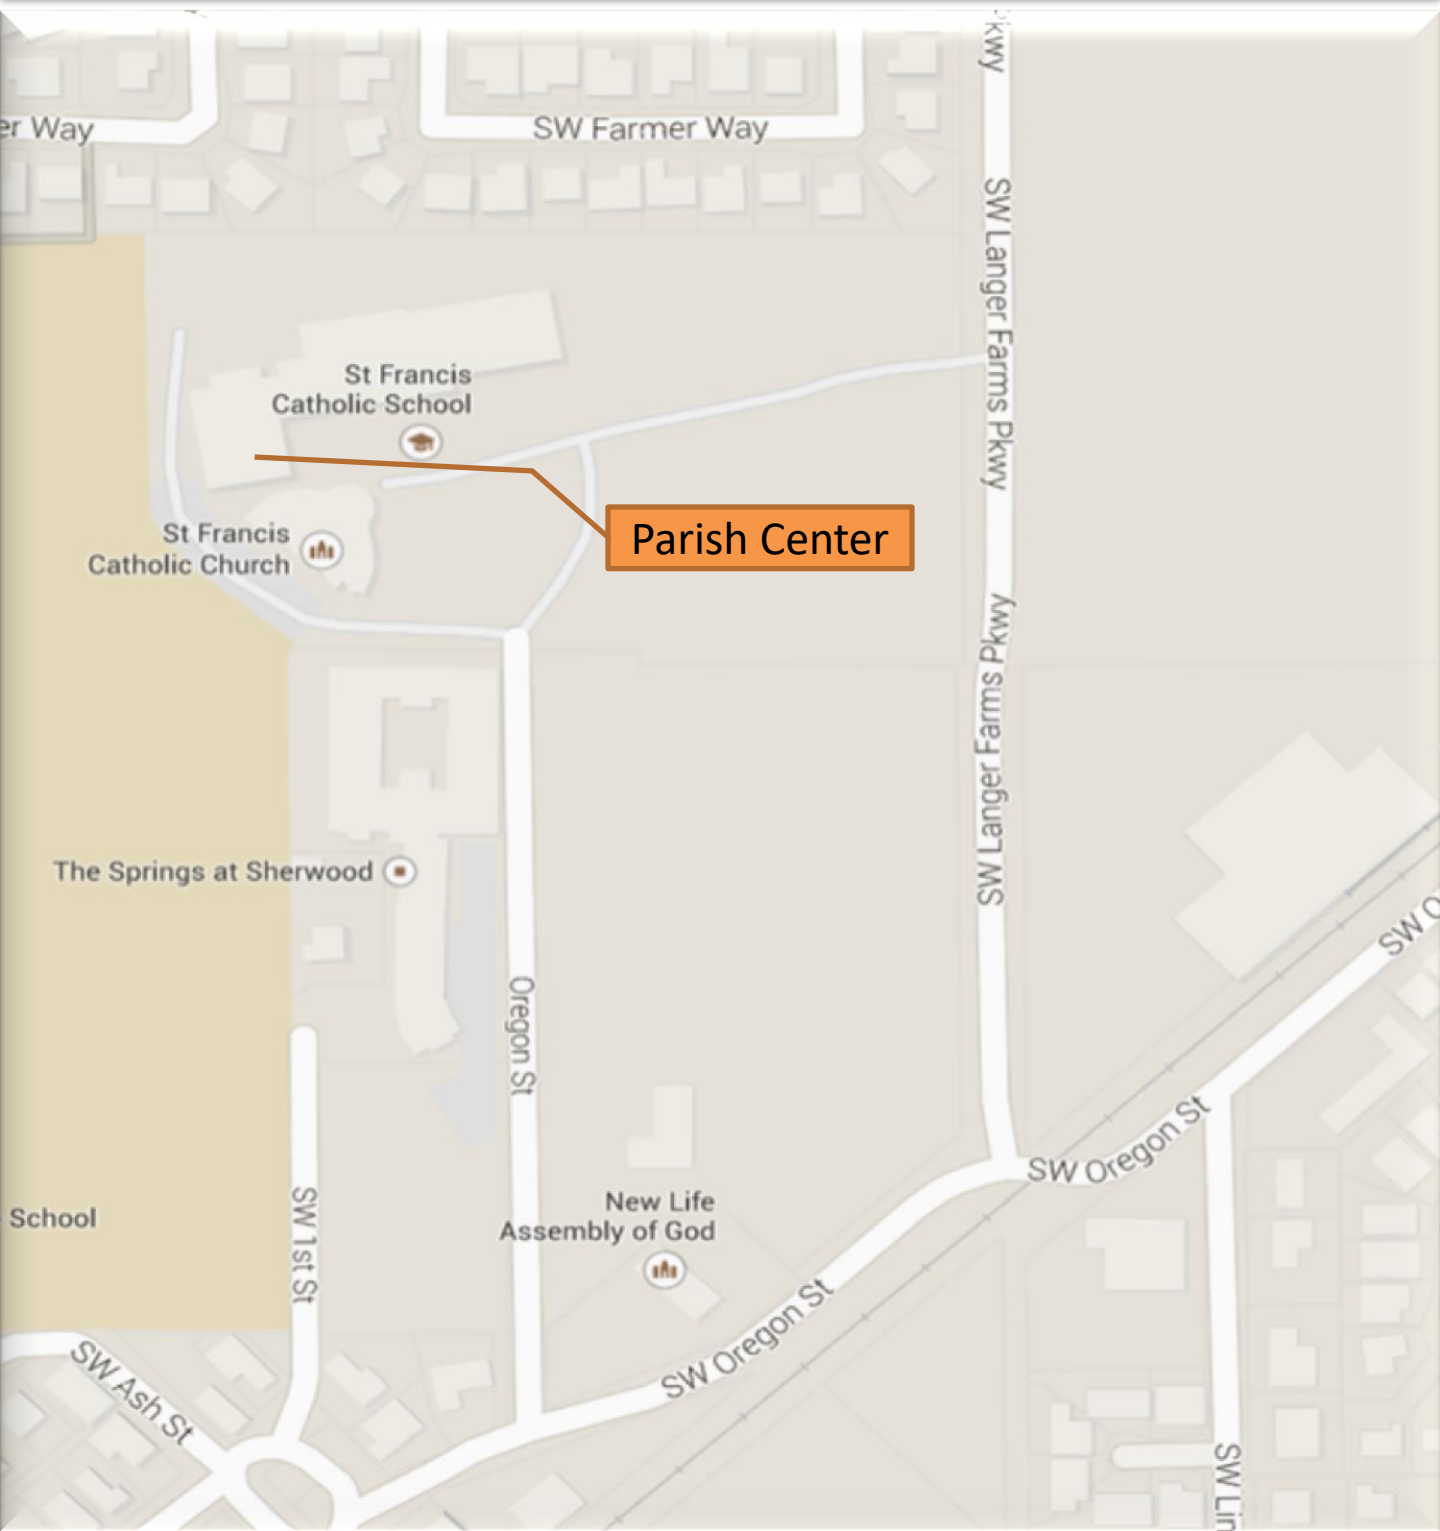 Pkwy
er Way
SW Farmer Way
SW Langer Farms Pkwy
St Francis
Catholic School
St Francis
Catholic Church
Parish Center
SW Langer Farms Pkwy
The Springs at Sherwood
SW O
Oregon St
SW Oregon St
New Life
Assembly of God
School
SW 1st St
SW Oregon St
SW Ash St
SW Lin